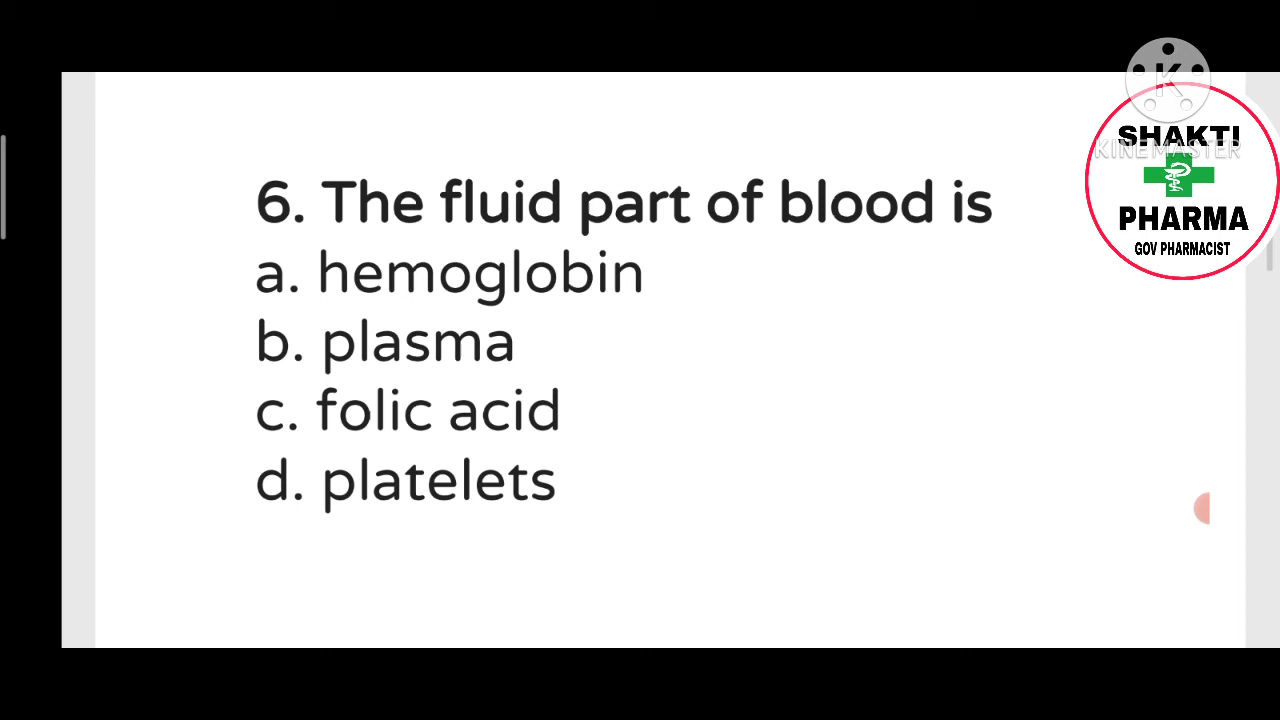 K
KINEMASTER
SHAKTI
PHARMA
GOV PHARMACIST
6. The fluid part of blood is
a. hemoglobin
b. plasma
c. folic acid
d. platelets